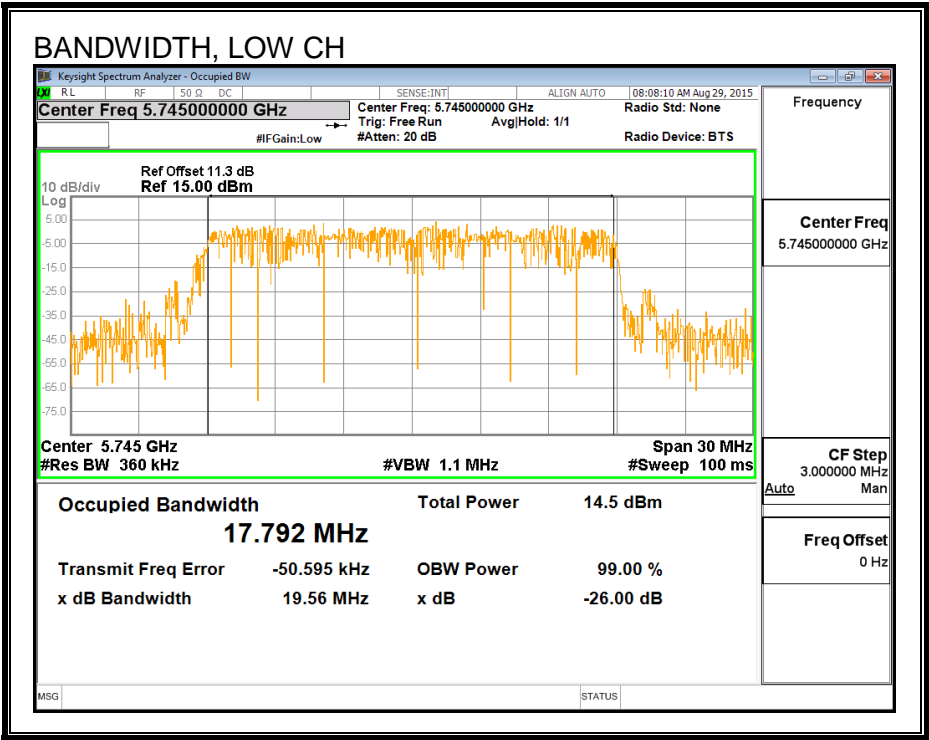 BANDWIDTH, LOW CH
Keysight Spectrum Analyzer - Occupied BW
LXI RL RF 50 Ω DC SENSE:INT ALIGN AUTO 08:08:10 AM Aug 29, 2015
Center Freq 5.745000000 GHz
Center Freq: 5.745000000 GHz Radio Std: None
Trig: Free Run Avg|Hold: 1/1
#IFGain:Low #Atten: 20 dB Radio Device: BTS
Ref Offset 11.3 dB
10 dB/div Ref 15.00 dBm
Log
5.00
-5.00
-15.0
-25.0
-35.0
-45.0
-55.0
-65.0
-75.0
Center 5.745 GHz Span 30 MHz
#Res BW 360 kHz #VBW 1.1 MHz #Sweep 100 ms
Occupied Bandwidth Total Power 14.5 dBm
17.792 MHz
Transmit Freq Error -50.595 kHz OBW Power 99.00 %
x dB Bandwidth 19.56 MHz x dB -26.00 dB
MSG STATUS
Frequency
Center Freq
5.745000000 GHz
CF Step
3.000000 MHz
Auto Man
Freq Offset
0 Hz